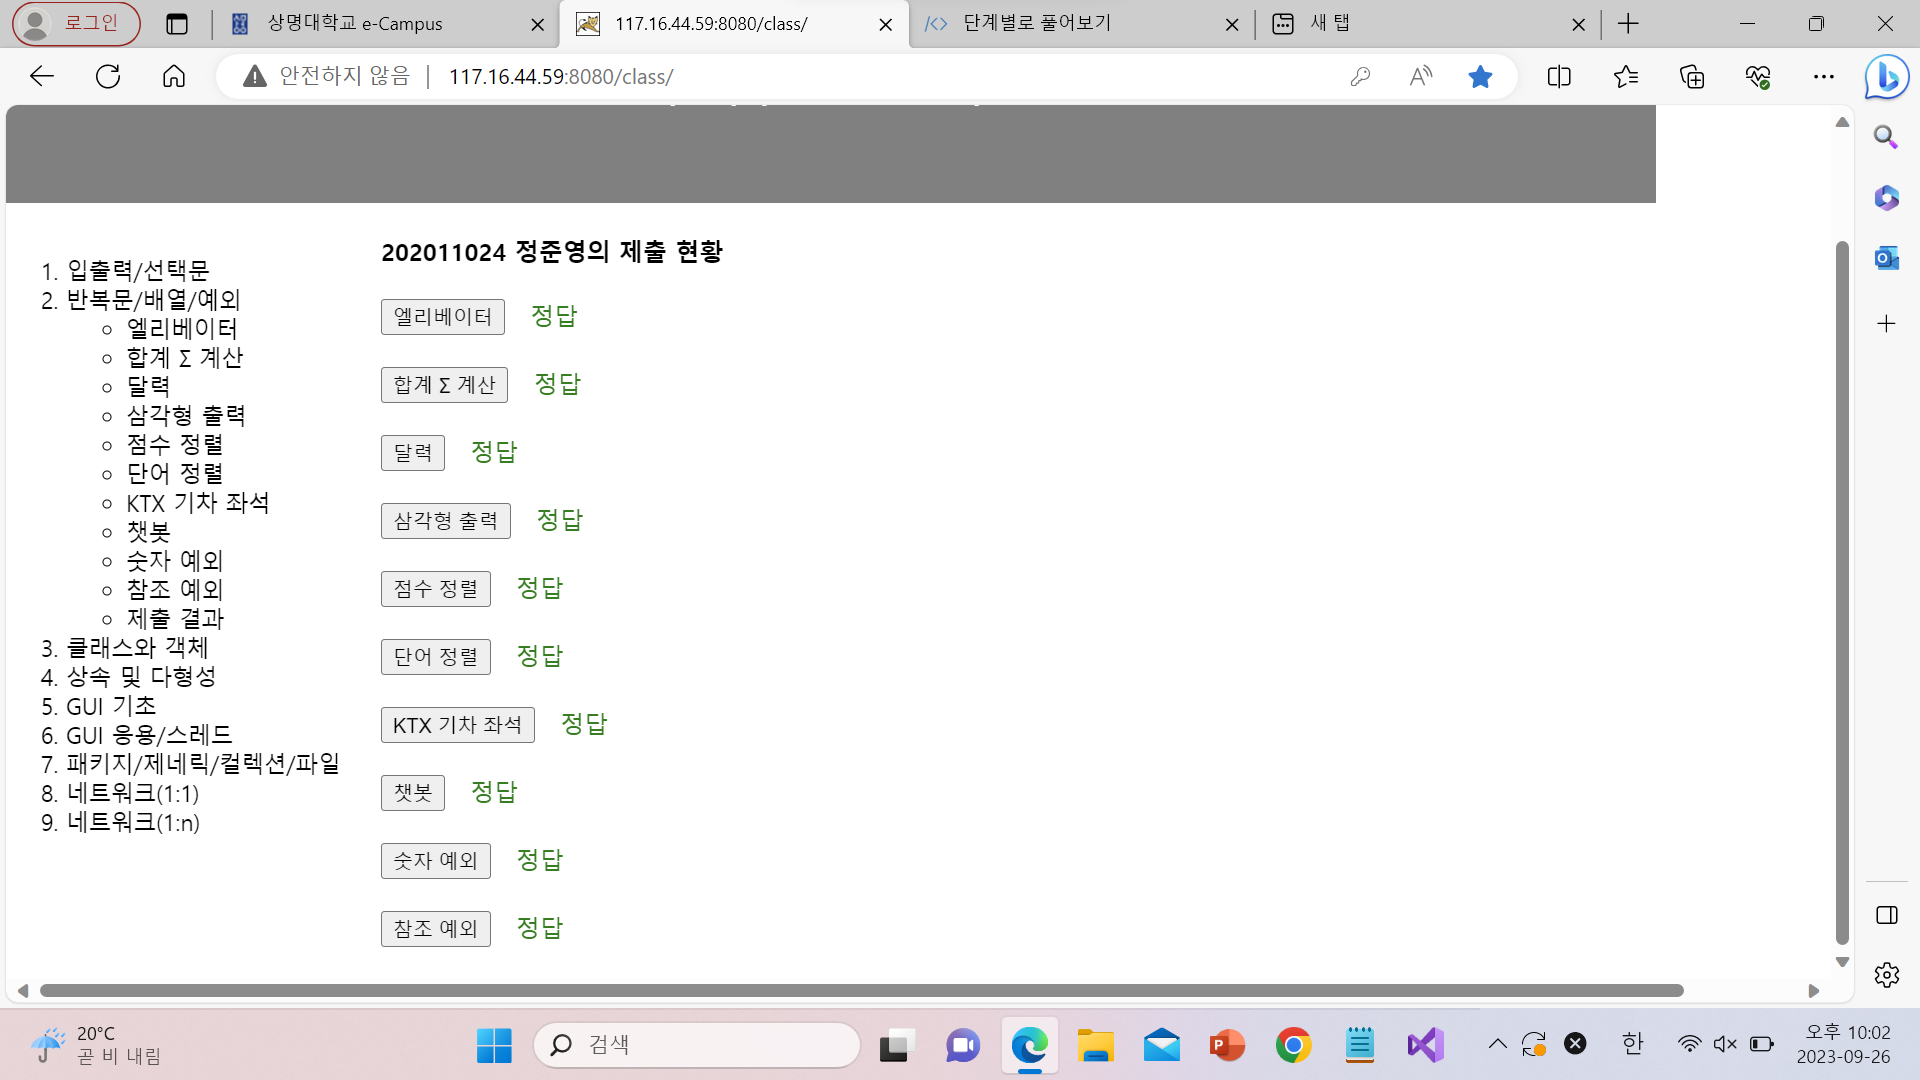 로그인
상명대학교 e-Campus
117.16.44.59:8080/class/
단계별로 풀어보기
새 탭
안전하지 않음
117.16.44.59:8080/class/
202011024 정준영의 제출 현황
1. 입출력/선택문
2. 반복문/배열/예외
엘리베이터
합계 Σ 계산
달력
삼각형 출력
점수 정렬
단어 정렬
KTX 기차 좌석
챗봇
숫자 예외
참조 예외
제출 결과
3. 클래스와 객체
4. 상속 및 다형성
5. GUI 기초
6. GUI 응용/스레드
7. 패키지/제네릭/컬렉션/파일
8. 네트워크(1:1)
9. 네트워크(1:n)
엘리베이터 정답
합계 Σ 계산 정답
달력 정답
삼각형 출력 정답
점수 정렬 정답
단어 정렬 정답
KTX 기차 좌석 정답
챗봇 정답
숫자 예외 정답
참조 예외 정답
20°C
곧 비 내림
검색
한
오후 10:02
2023-09-26